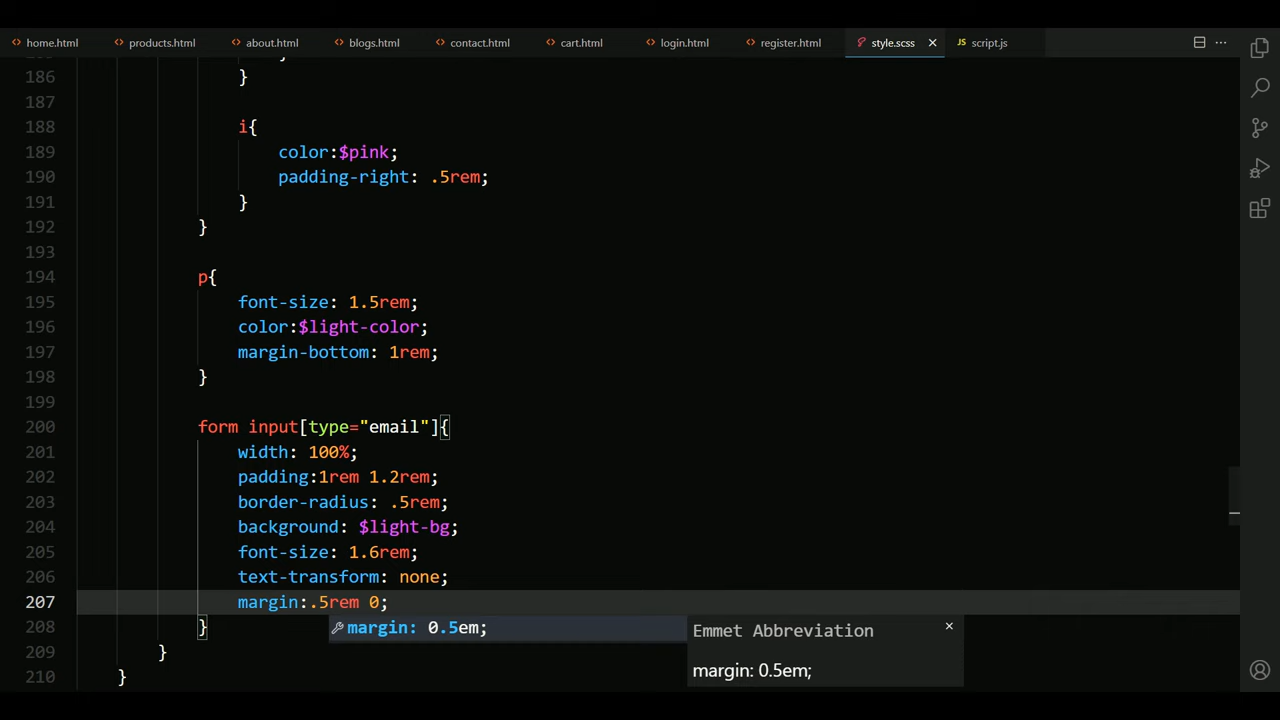 home.html products.html about.html blogs.html contact.html cart.html login.html register.html style.scss script.js
186 }
187
188 i{
189 color:$pink;
190 padding-right: .5rem;
191 }
192 }
193
194 p{
195 font-size: 1.5rem;
196 color:$light-color;
197 margin-bottom: 1rem;
198 }
199
200 form input[type="email"]{
201 width: 100%;
202 padding:1rem 1.2rem;
203 border-radius: .5rem;
204 background: $light-bg;
205 font-size: 1.6rem;
206 text-transform: none;
207 margin:.5rem 0;
208 }
margin: 0.5em;
Emmet Abbreviation
209 }
margin: 0.5em;
210 }